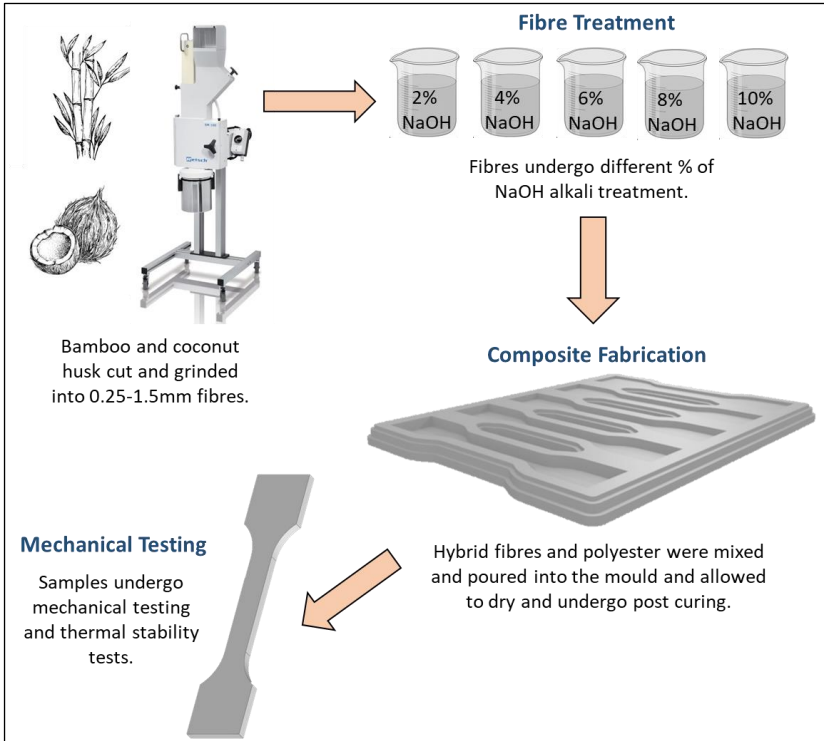 Fibre Treatment
2%
NaOH
4%
NaOH
6%
NaOH
8%
NaOH
10%
NaOH
Fibres undergo different % of
NaOH alkali treatment.
Bamboo and coconut
husk cut and grinded
into 0.25-1.5mm fibres.
Composite Fabrication
Hybrid fibres and polyester were mixed
and poured into the mould and allowed
to dry and undergo post curing.
Mechanical Testing
Samples undergo
mechanical testing
and thermal stability
tests.